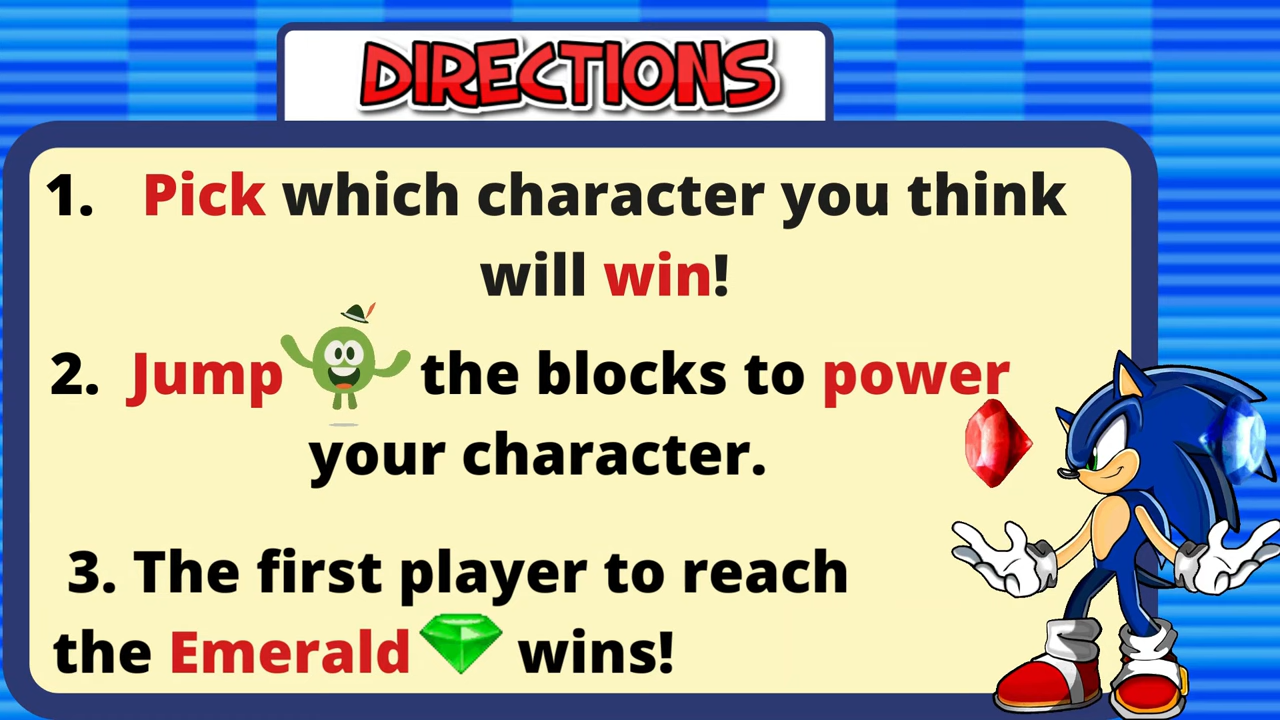 DIRECTIONS
1. Pick which character you think
will win!
2. Jump the blocks to power
your character.
3. The first player to reach
the Emerald wins!